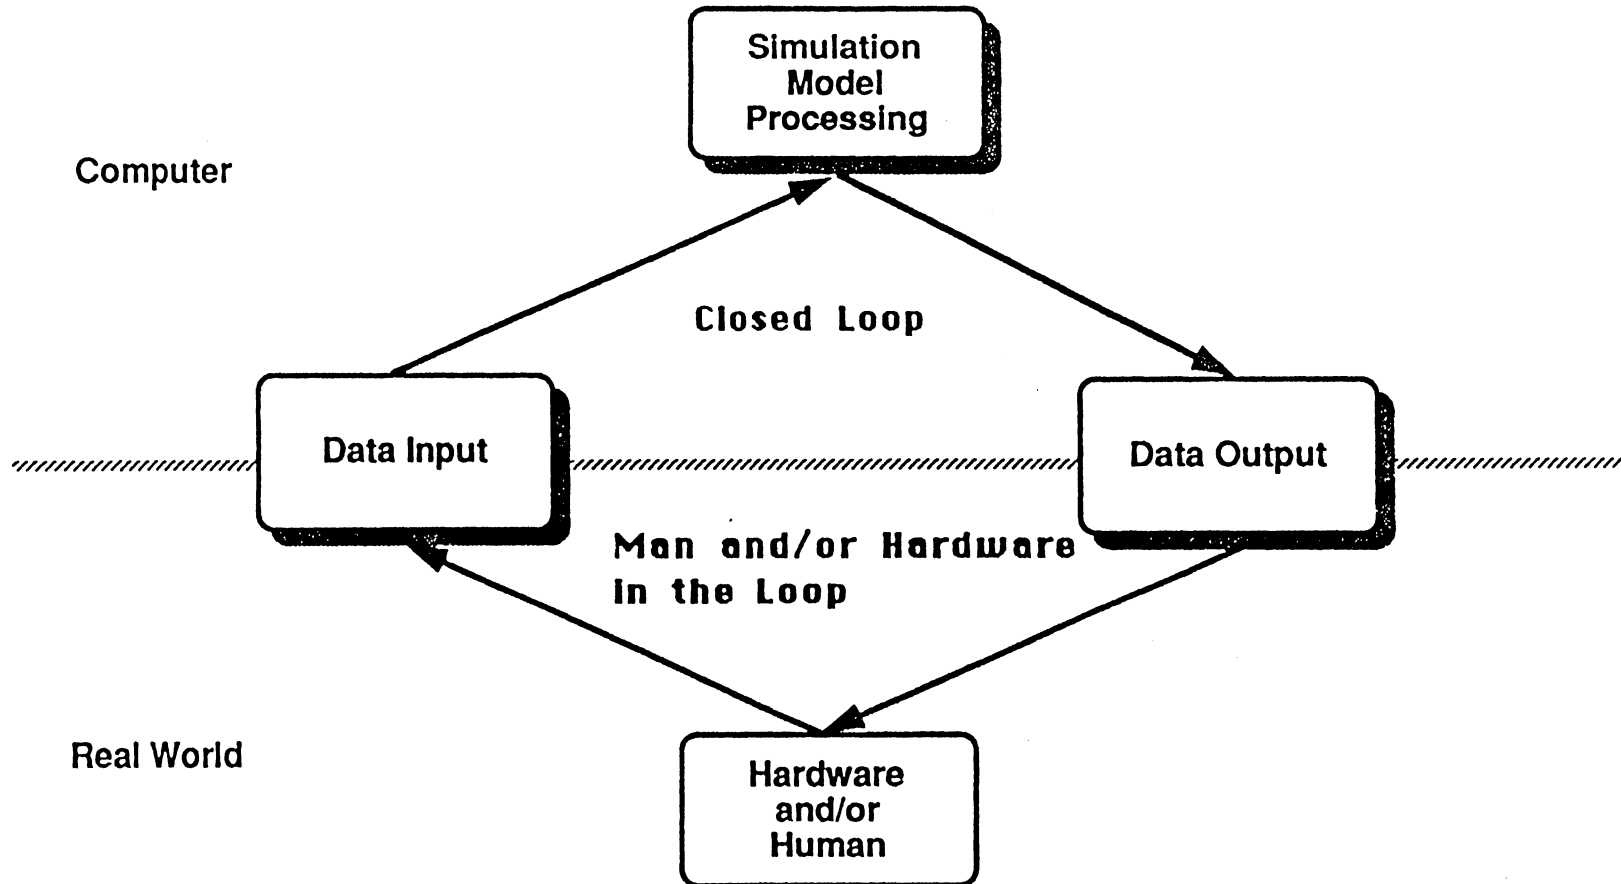 Simulation
Model
Processing
Computer
Closed Loop
Data Input
Data Output
Man and/or Hardware
in the Loop
Real World
Hardware
and/or
Human